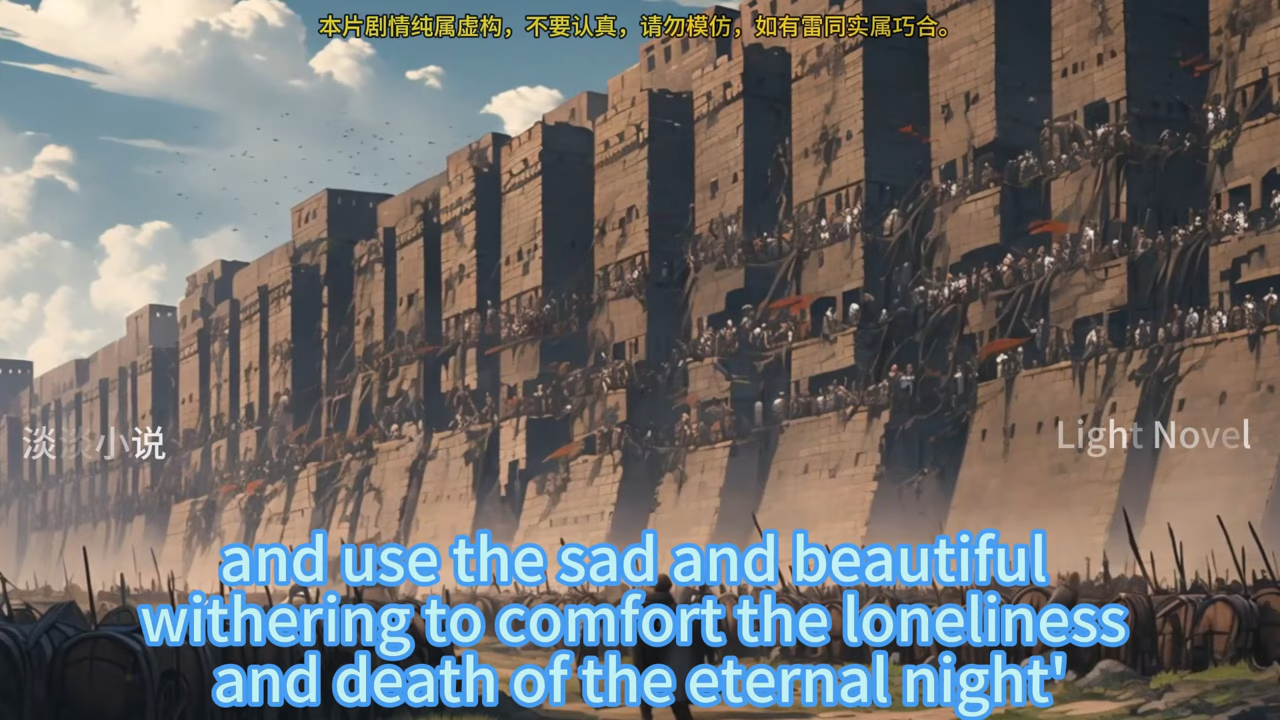 本片剧情纯属虚构，不要认真，请勿模仿，如有雷同实属巧合。
淡淡小说
Light Novel
and use the sad and beautiful
withering to comfort the loneliness
and death of the eternal night'